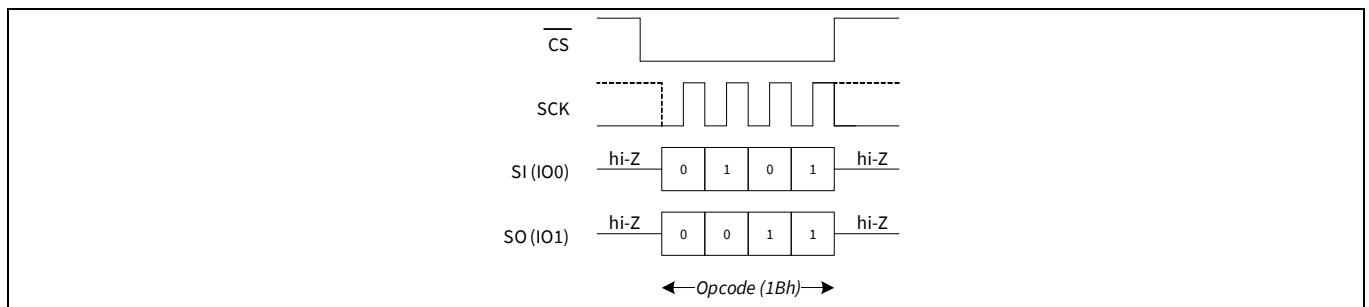 CS
SCK
hi-Z 0 1 0 1 hi-Z
SI (IO0)
hi-Z 0 0 1 1 hi-Z
SO (IO1)
Opcode (1Bh)